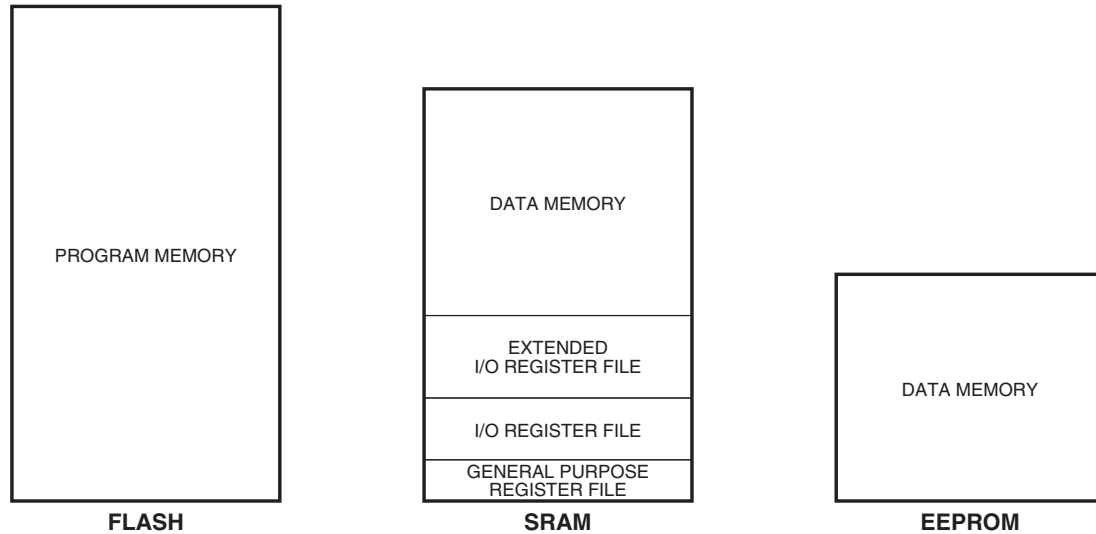 PROGRAM MEMORY
FLASH
DATA MEMORY
EXTENDED
I/O REGISTER FILE
I/O REGISTER FILE
GENERAL PURPOSE
REGISTER FILE
SRAM
DATA MEMORY
EEPROM